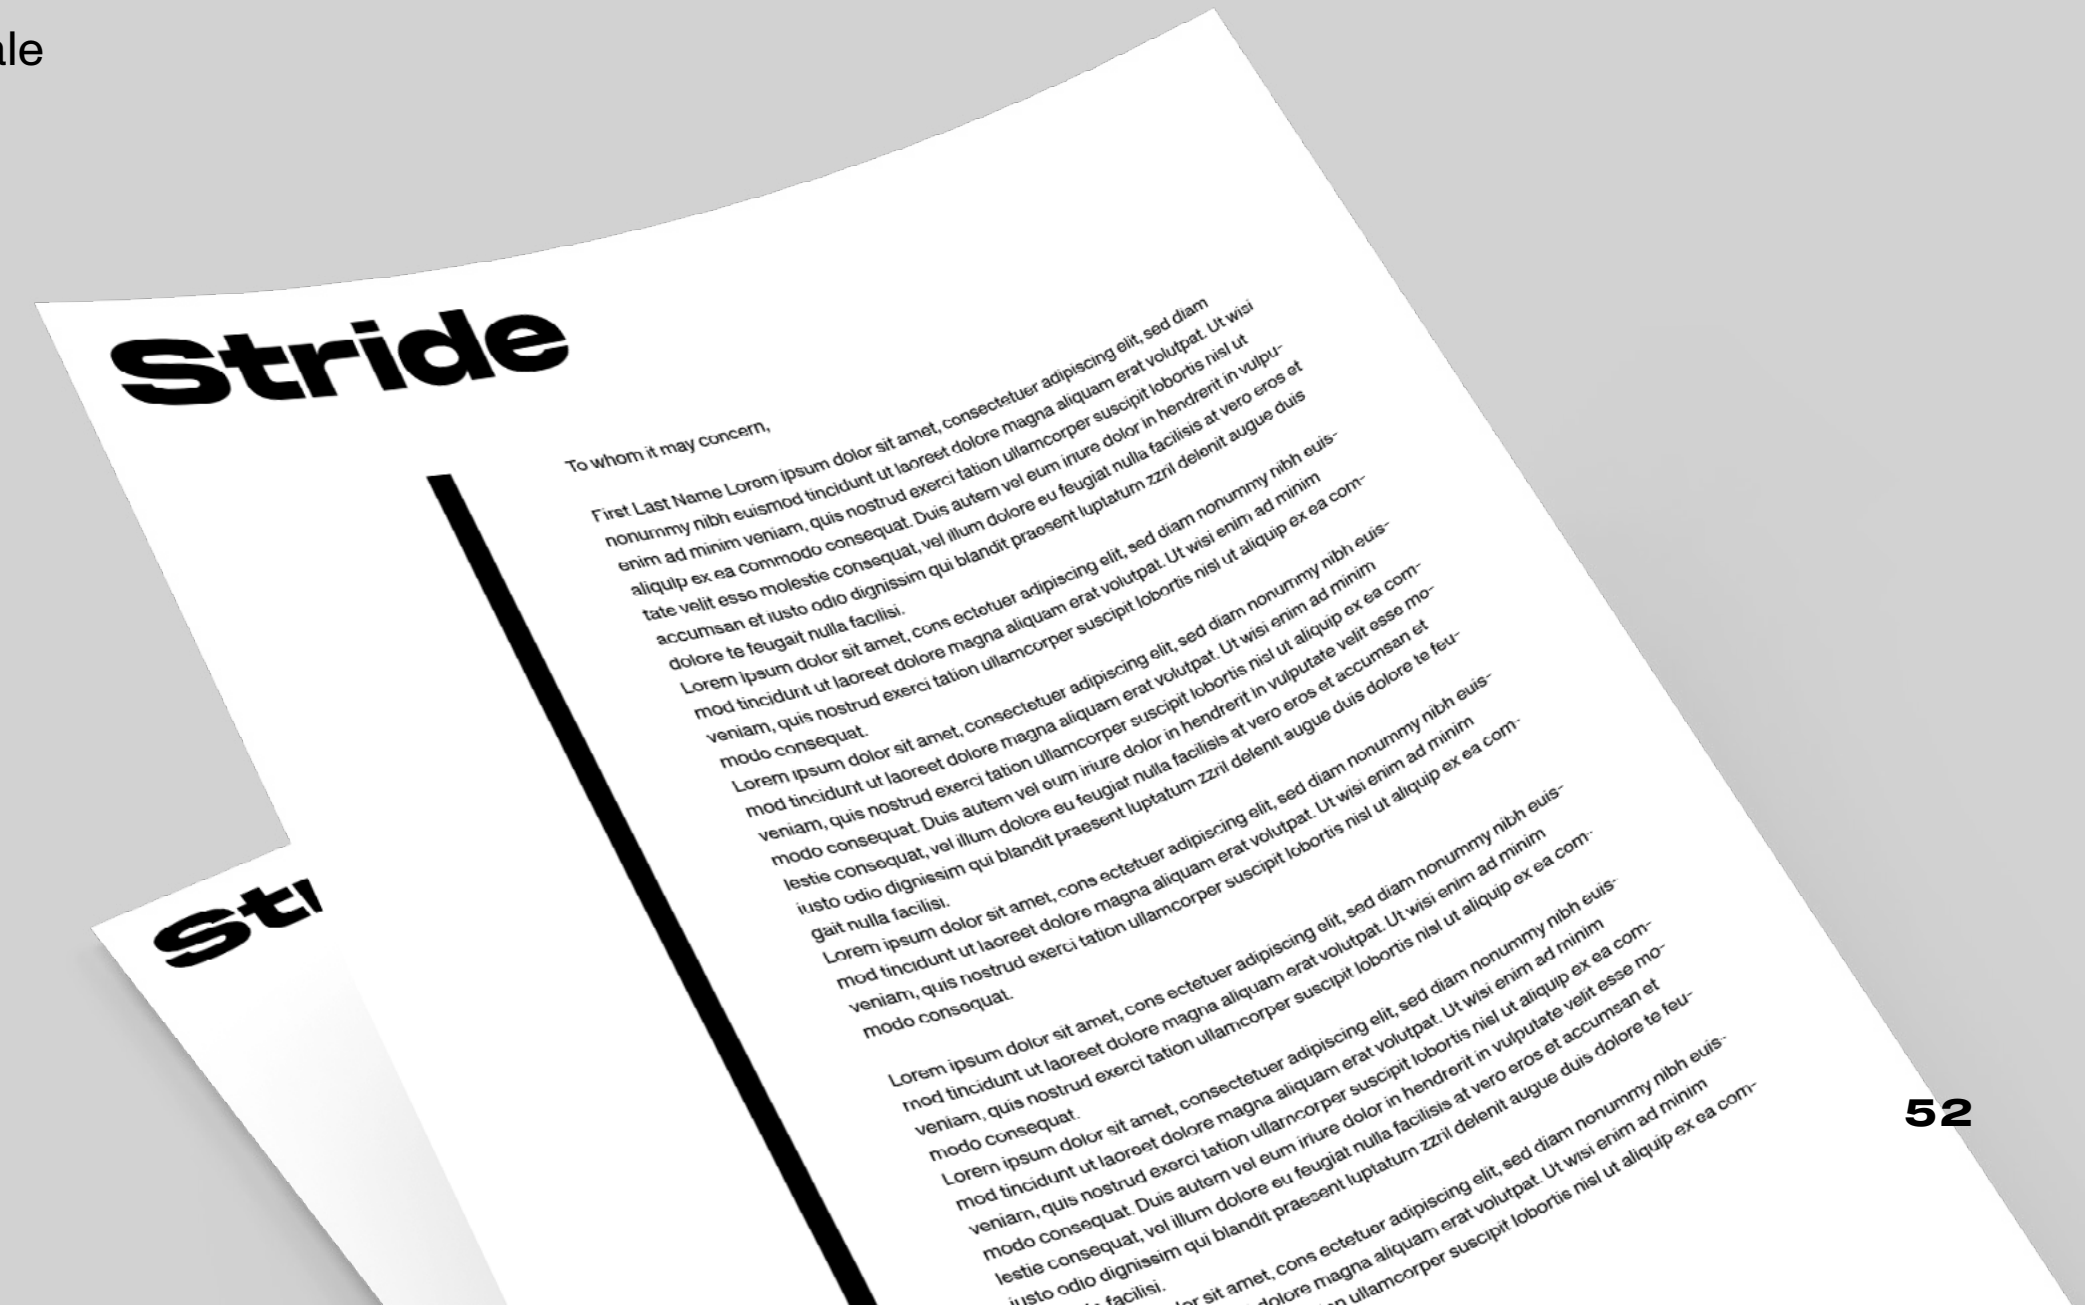 ale
Stride
To whom it may concern,
First Last Name Lorem ipsum dolor sit amet, consectetuer adipiscing elit, sed diam
nonummy nibh euismod tincidunt ut laoreet dolore magna aliquam erat volutpat. Ut wisi
enim ad minim veniam, quis nostrud exerci tation ullamcorper suscipit lobortis nisl ut
aliquip ex ea commodo consequat. Duis autem vel eum iriure dolor in hendrerit in vulpu-
tate velit esse molestie consequat, vel illum dolore eu feugiat nulla facilisis at vero eros et
accumsan et iusto odio dignissim qui blandit praesent luptatum zzril delenit augue duis
dolore te feugait nulla facilisi.
Lorem ipsum dolor sit amet, cons ectetuer adipiscing elit, sed diam nonummy nibh euis-
mod tincidunt ut laoreet dolore magna aliquam erat volutpat. Ut wisi enim ad minim
veniam, quis nostrud exerci tation ullamcorper suscipit lobortis nisl ut aliquip ex ea com-
modo consequat.
Lorem ipsum dolor sit amet, consectetuer adipiscing elit, sed diam nonummy nibh euis-
mod tincidunt ut laoreet dolore magna aliquam erat volutpat. Ut wisi enim ad minim
veniam, quis nostrud exerci tation ullamcorper suscipit lobortis nisl ut aliquip ex ea com-
modo consequat. Duis autem vel eum iriure dolor in hendrerit in vulputate velit esse mo-
lestie consequat, vel illum dolore eu feugiat nulla facilisis at vero eros et accumsan et
iusto odio dignissim qui blandit praesent luptatum zzril delenit augue duis dolore te feu-
gait nulla facilisi.
Lorem ipsum dolor sit amet, cons ectetuer adipiscing elit, sed diam nonummy nibh euis-
mod tincidunt ut laoreet dolore magna aliquam erat volutpat. Ut wisi enim ad minim
veniam, quis nostrud exerci tation ullamcorper suscipit lobortis nisl ut aliquip ex ea com-
modo consequat.
Lorem ipsum dolor sit amet, cons ectetuer adipiscing elit, sed diam nonummy nibh euis-
mod tincidunt ut laoreet dolore magna aliquam erat volutpat. Ut wisi enim ad minim
veniam, quis nostrud exerci tation ullamcorper suscipit lobortis nisl ut aliquip ex ea com-
modo consequat.
Lorem ipsum dolor sit amet, consectetuer adipiscing elit, sed diam nonummy nibh euis-
mod tincidunt ut laoreet dolore magna aliquam erat volutpat. Ut wisi enim ad minim
veniam, quis nostrud exerci tation ullamcorper suscipit lobortis nisl ut aliquip ex ea com-
modo consequat. Duis autem vel eum iriure dolor in hendrerit in vulputate velit esse mo-
lestie consequat, vel illum dolore eu feugiat nulla facilisis at vero eros et accumsan et
iusto odio dignissim qui blandit praesent luptatum zzril delenit augue duis dolore te feu-
facilisi.
sit amet, cons ectetuer adipiscing elit, sed diam nonummy nibh euis-
dolore magna aliquam erat volutpat. Ut wisi enim ad minim
ullamcorper suscipit lobortis nisl ut aliquip ex ea com-
Str
52